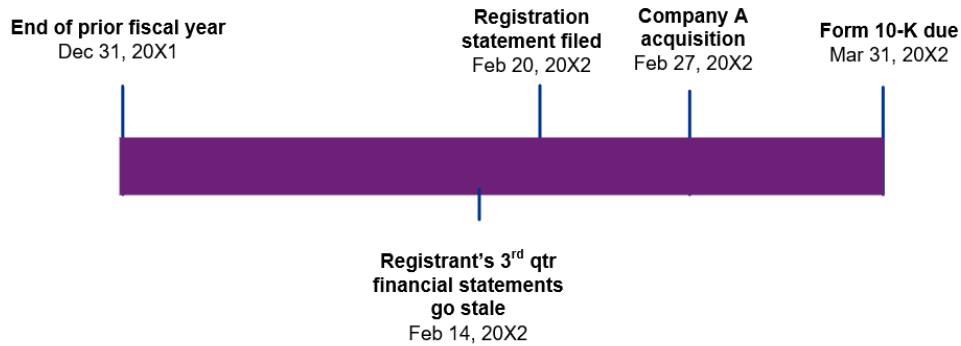 End of prior fiscal year
Dec 31, 20X1
Registration
statement filed
Feb 20, 20X2
Company A
acquisition
Feb 27, 20X2
Form 10-K due
Mar 31, 20X2
Registrant's 3rd qtr
financial statements
go stale
Feb 14, 20X2